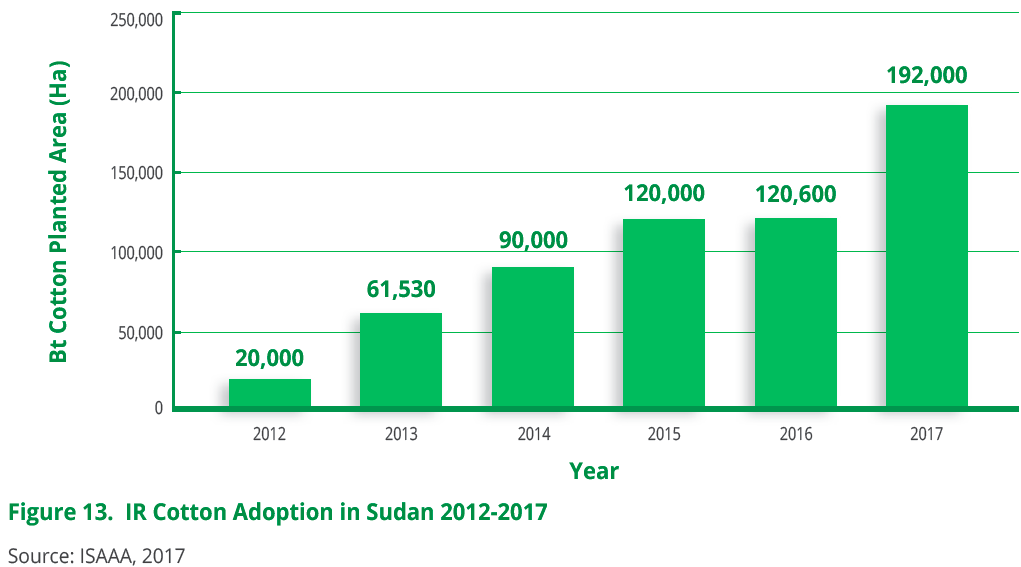 Bt Cotton Planted Area (Ha)
250,000
200,000
150,000
100,000
50,000
0
20,000
61,530
90,000
120,000
120,600
192,000
2012 2013 2014 2015 2016 2017
Year
Figure 13. IR Cotton Adoption in Sudan 2012-2017
Source: ISAAA, 2017